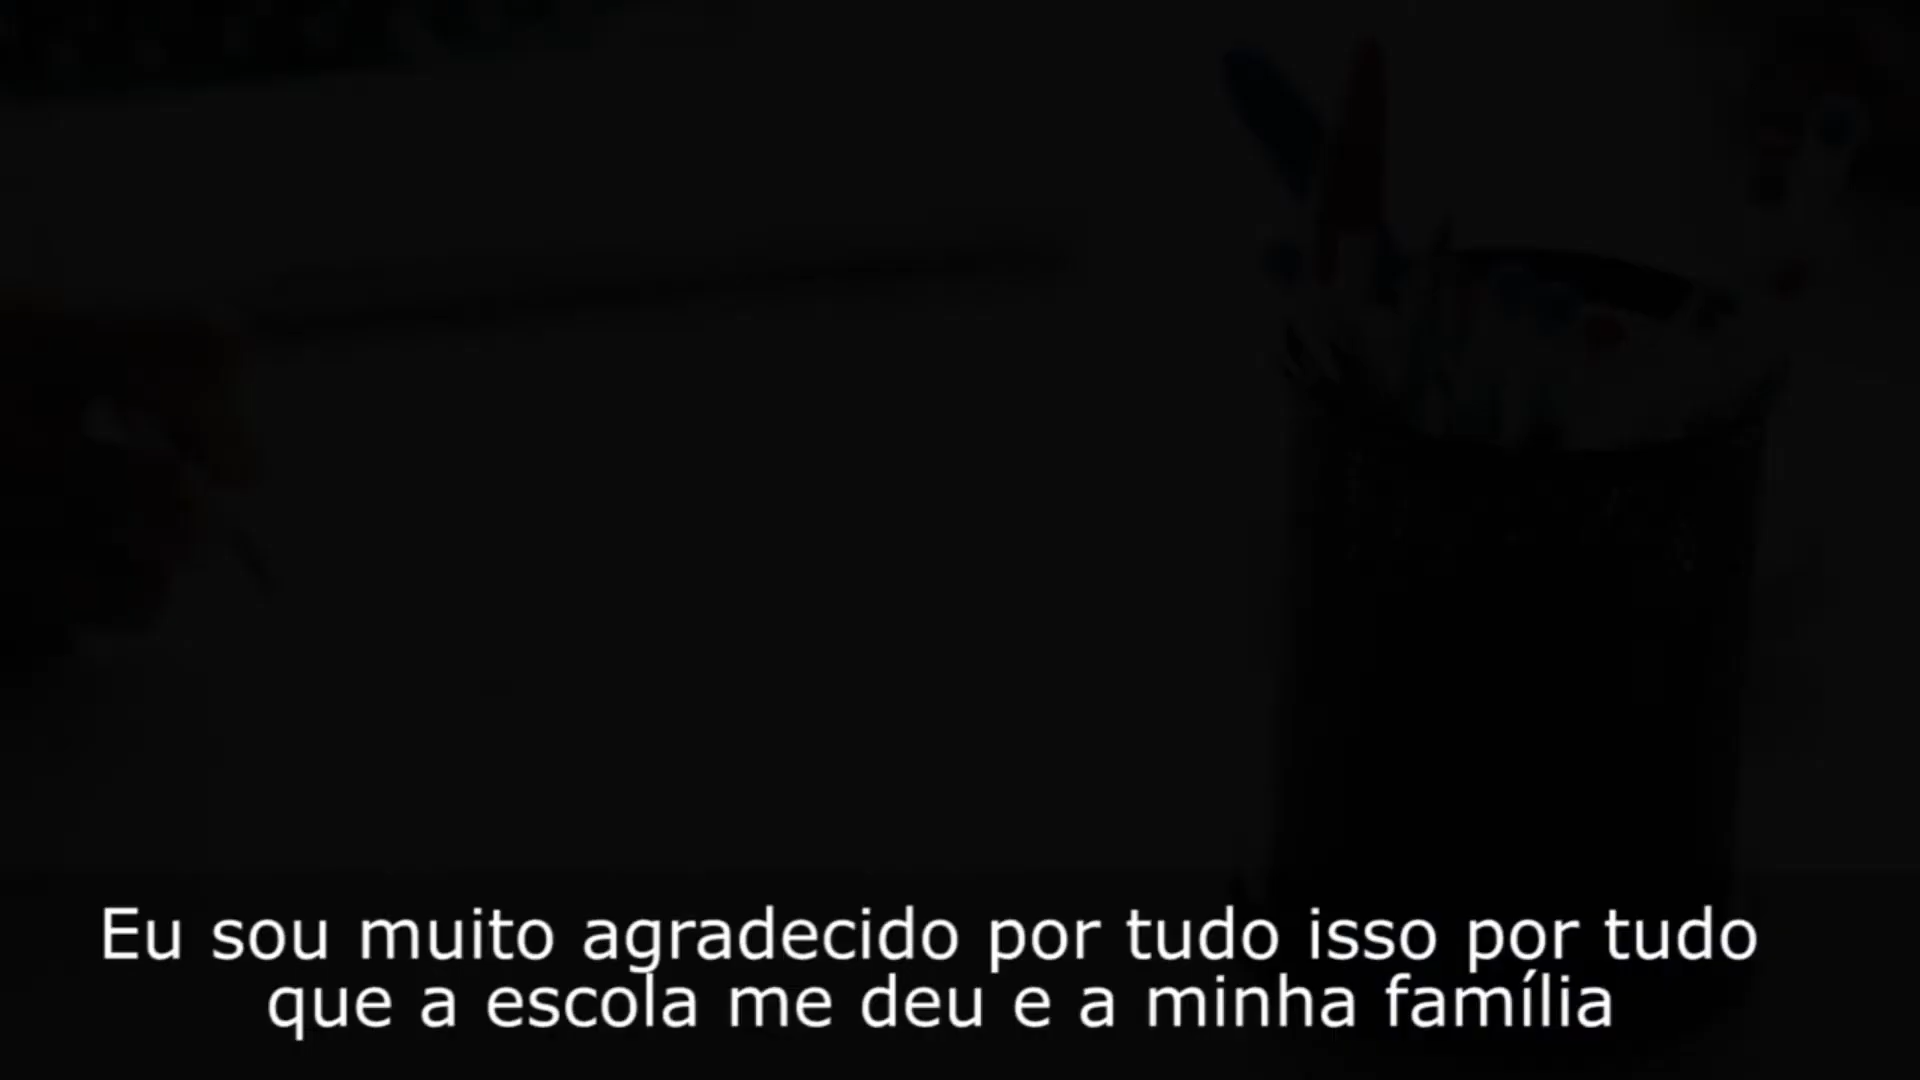 Eu sou muito agradecido por tudo isso por tudo
que a escola me deu e a minha família